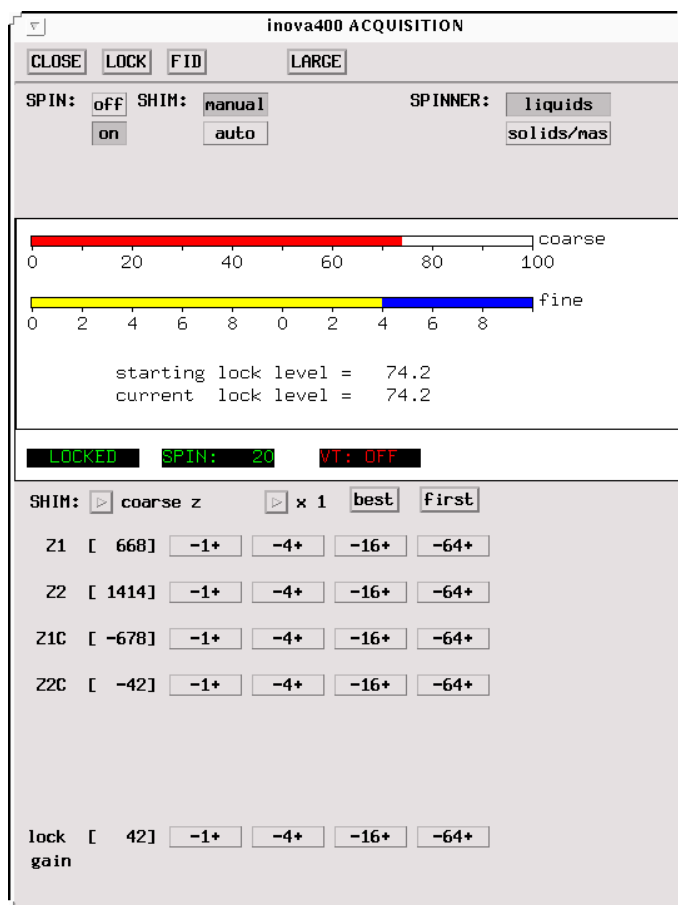 inova400 ACQUISITION
CLOSE LOCK FID LARGE
SPIN: off SHIM: manual SPINNER: liquids
on auto solids/mas
coarse
0 20 40 60 80 100
fine
0 2 4 6 8 0 2 4 6 8
starting lock level = 74.2
current lock level = 74.2
LOCKED SPIN: 20 VT: OFF
SHIM: coarse z x 1 best first
Z1 [ 668] -1+ -4+ -16+ -64+
Z2 [ 1414] -1+ -4+ -16+ -64+
Z1C [ -678] -1+ -4+ -16+ -64+
Z2C [ -42] -1+ -4+ -16+ -64+
lock [ 42] -1+ -4+ -16+ -64+
gain